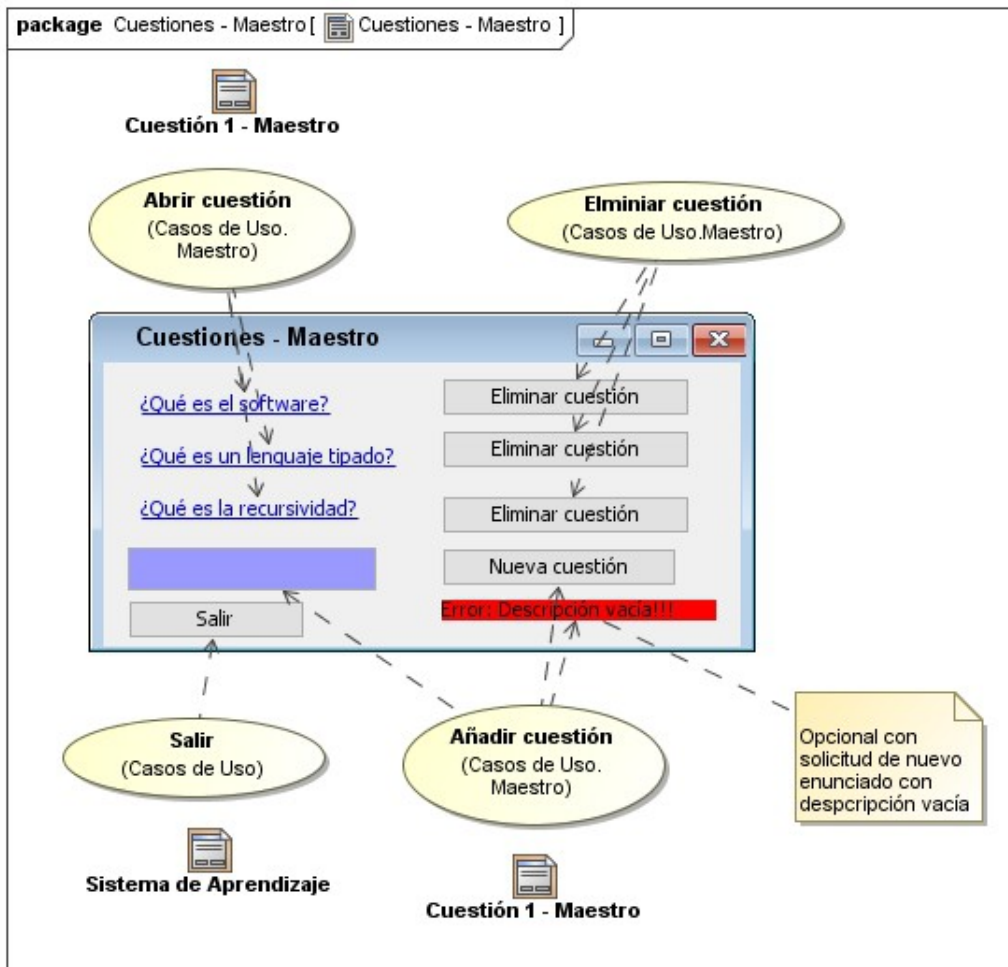 package Cuestiones - Maestro [ Cuestiones - Maestro ]
Cuestión 1 - Maestro
Abrir cuestión
(Casos de Uso.
Maestro)
Elminiar cuestión
(Casos de Uso.Maestro)
Cuestiones - Maestro
¿Qué es el software?
Eliminar cuestión
¿Qué es un lenguaje tipado?
Eliminar cuestión
¿Qué es la recursividad?
Eliminar cuestión
Nueva cuestión
Salir
Error: Descripción vacía!!!
Salir
(Casos de Uso)
Añadir cuestión
(Casos de Uso.
Maestro)
Opcional con
solicitud de nuevo
enunciado con
despcripción vacía
Sistema de Aprendizaje
Cuestión 1 - Maestro